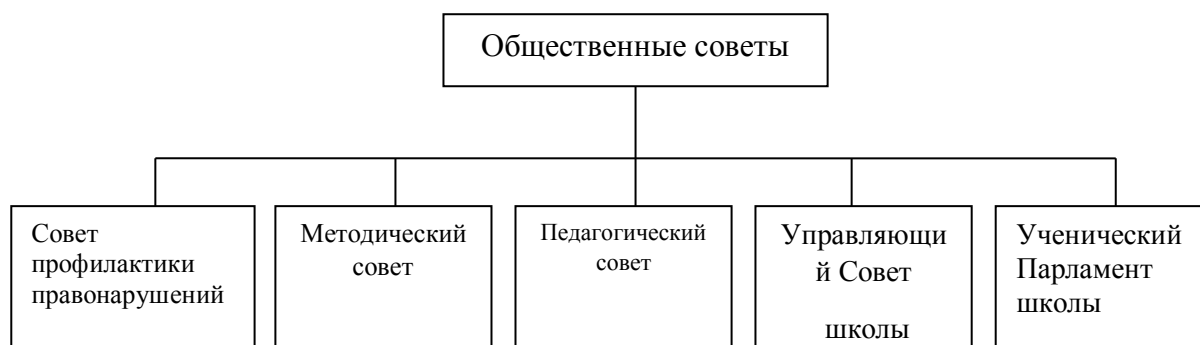 Общественные советы
Совет
профилактики
правонарушений
Методический
совет
Педагогический
совет
Управляющи
й Совет
школы
Ученический
Парламент
школы